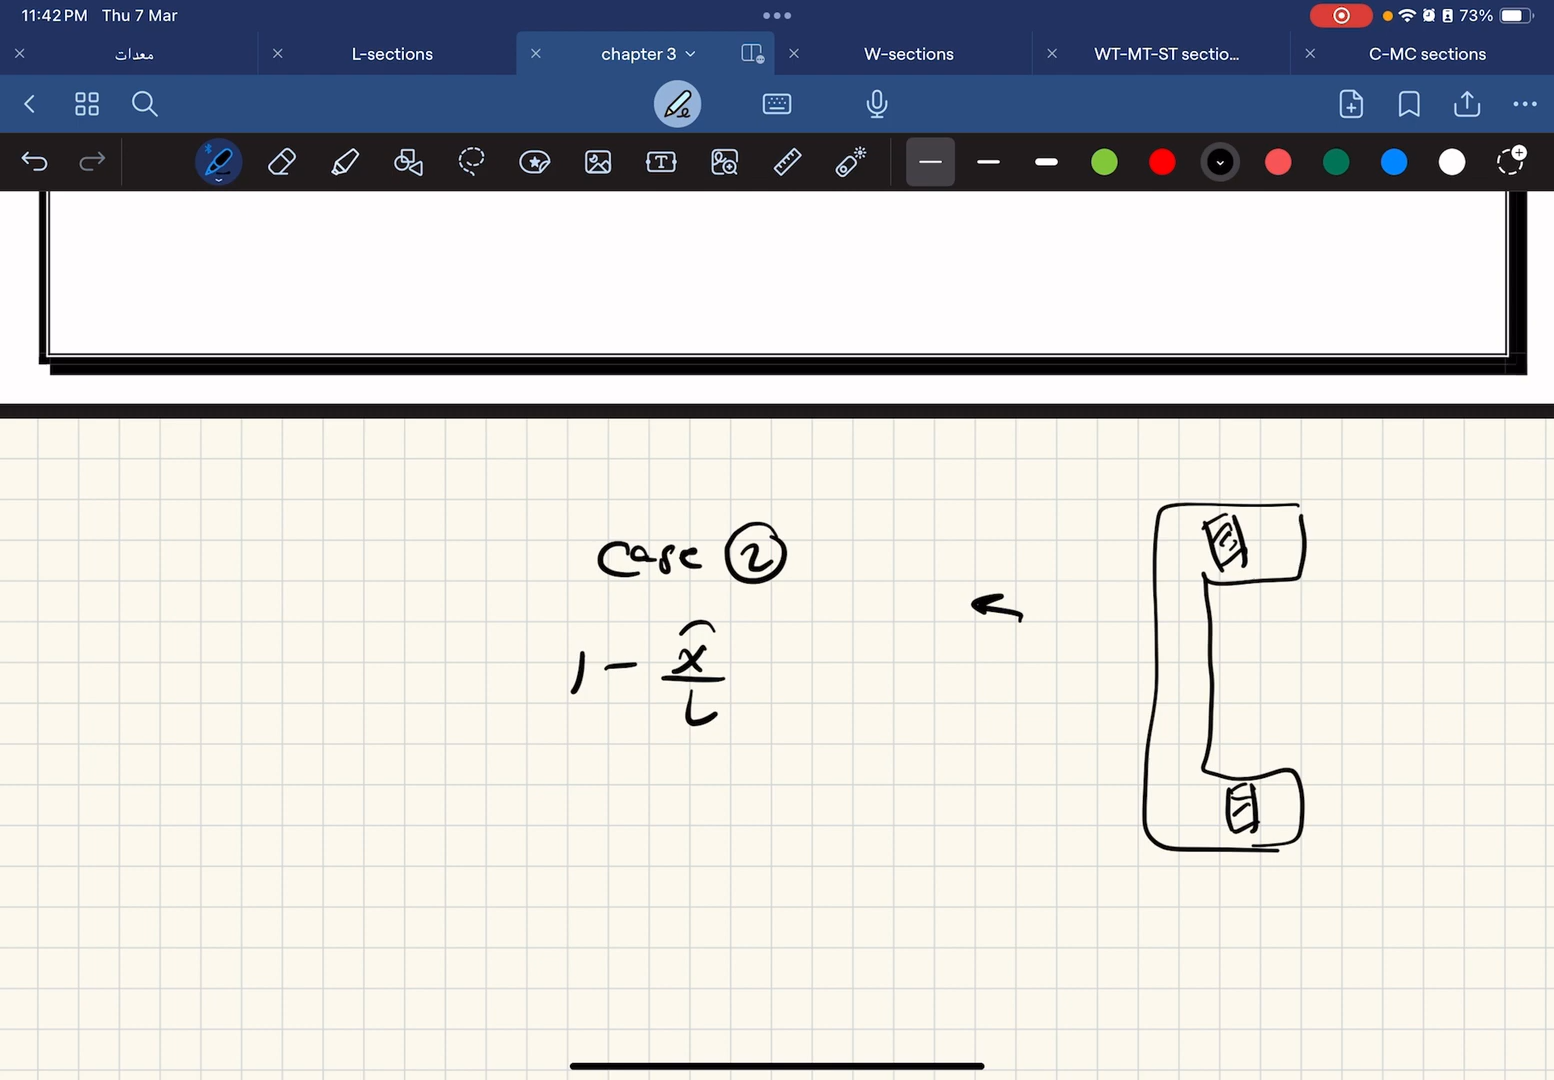 11:42 PM Thu 7 Mar 73%
معدات L-sections chapter 3 W-sections WT-MT-ST sectio... C-MC sections
Case 2
1 - x̄
L